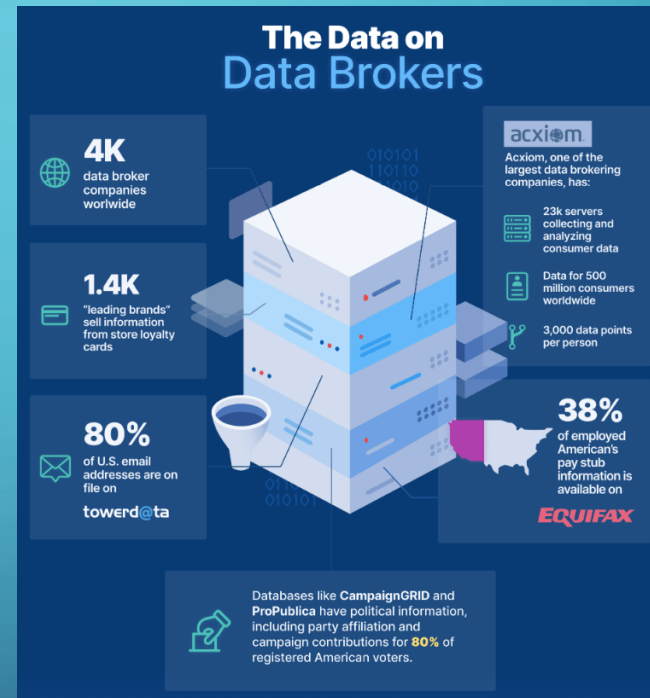 The Data on
Data Brokers
4K
data broker
companies
worlwide
1.4K
"leading brands"
sell information
from store loyalty
cards
80%
of U.S. email
addresses are on
file on
towerd@ta
acxiom
Acxiom, one of the
largest data brokering
companies, has:
23k servers
collecting and
analyzing
consumer data
Data for 500
million consumers
worldwide
3,000 data points
per person
38%
of employed
American's
pay stub
information is
available on
EQUIFAX
010101
110110
010101
Databases like CampaignGRID and
ProPublica have political information,
including party affiliation and
campaign contributions for 80% of
registered American voters.